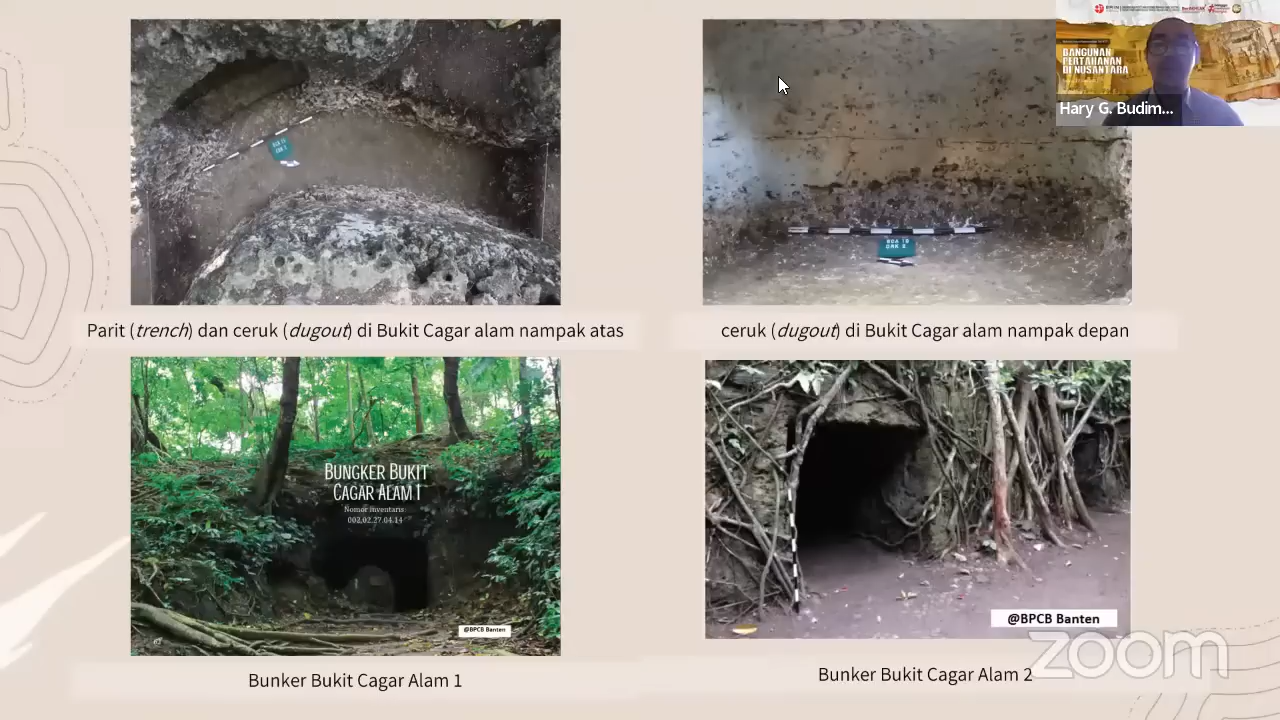 BANGUNAN
PERTAHANAN
DI NUSANTARA
Hary G. Budim...
Parit (trench) dan ceruk (dugout) di Bukit Cagar alam nampak atas
ceruk (dugout) di Bukit Cagar alam nampak depan
BUNGKER BUKIT
CAGAR ALAM 1
Nomor inventaris:
002.02.27.04.14
@BPCB Banten
@BPCB Banten
zoom
Bunker Bukit Cagar Alam 1
Bunker Bukit Cagar Alam 2